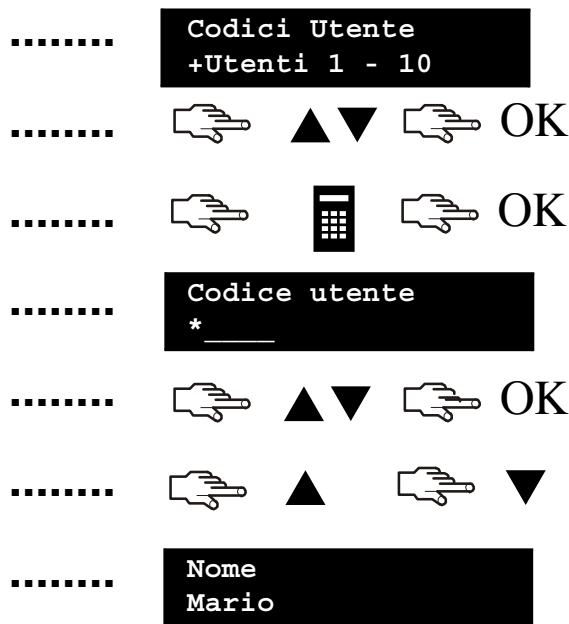 Codici Utente
+Utenti 1 - 10
OK
OK
Codice utente
*____
OK
Nome
Mario